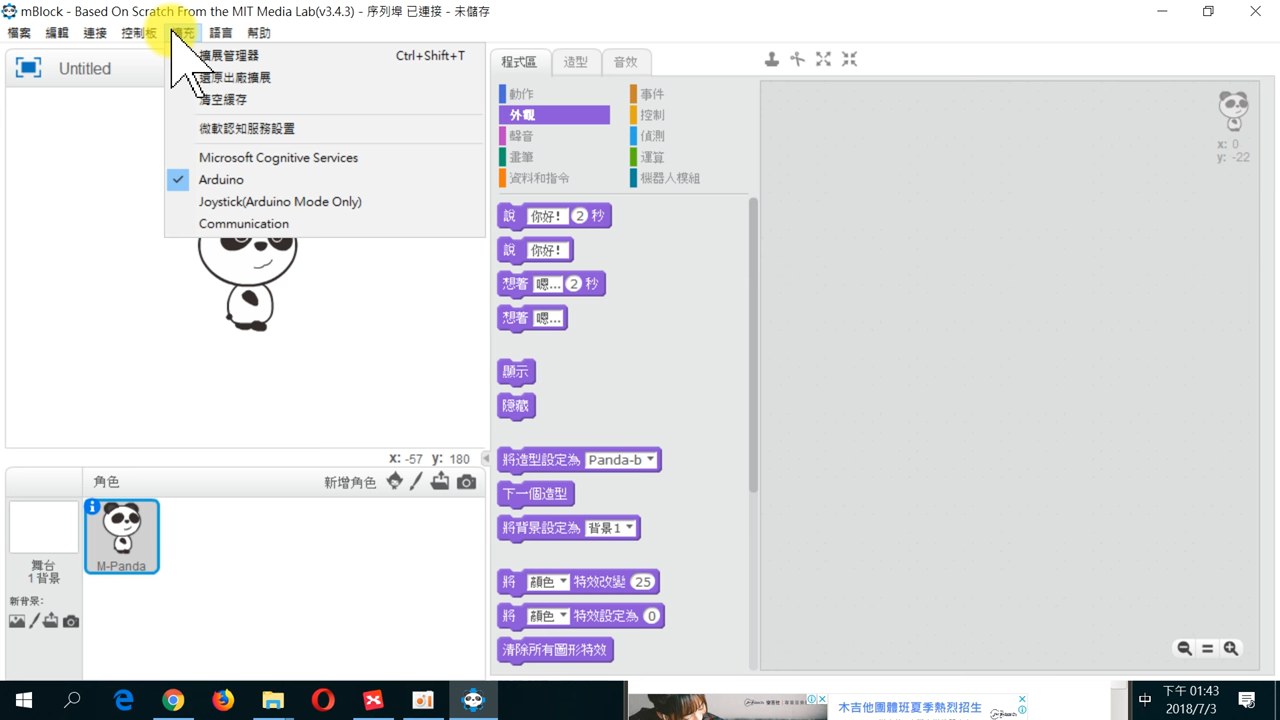 mBlock - Based On Scratch From the MIT Media Lab(v3.4.3) - 序列埠 已連接 - 未儲存
檔案 編輯 連接 控制板 擴充 語言 幫助
擴展管理器 Ctrl+Shift+T
還原出廠擴展
清空緩存
微軟認知服務設置
Microsoft Cognitive Services
Arduino
Joystick(Arduino Mode Only)
Communication
Untitled
x: -57 y: 180
角色 新增角色
舞台
1 背景
新背景:
M-Panda
程式區 造型 音效
動作 事件
外觀 控制
聲音 偵測
畫筆 運算
資料和指令 機器人模組
說 你好! 2 秒
說 你好!
想著 嗯... 2 秒
想著 嗯...
顯示
隱藏
將造型設定為 Panda-b
下一個造型
將背景設定為 背景1
將 顏色 特效改變 25
將 顏色 特效設定為 0
清除所有圖形特效
x: 0
y: -22
木吉他團體班夏季熱烈招生
中 下午 01:43
2018/7/3